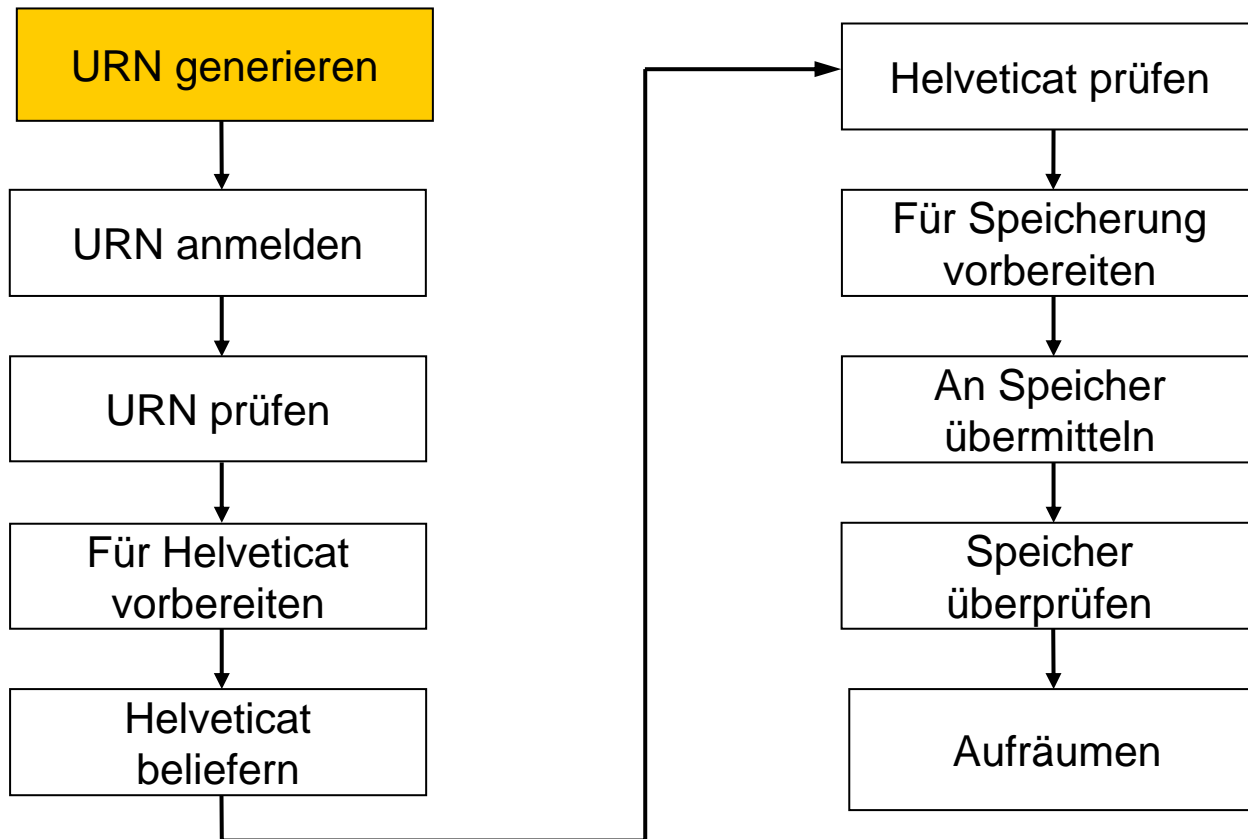 URN generieren
URN anmelden
URN prüfen
Für Helveticat
vorbereiten
Helveticat
beliefern
Helveticat prüfen
Für Speicherung
vorbereiten
An Speicher
übermitteln
Speicher
überprüfen
Aufräumen